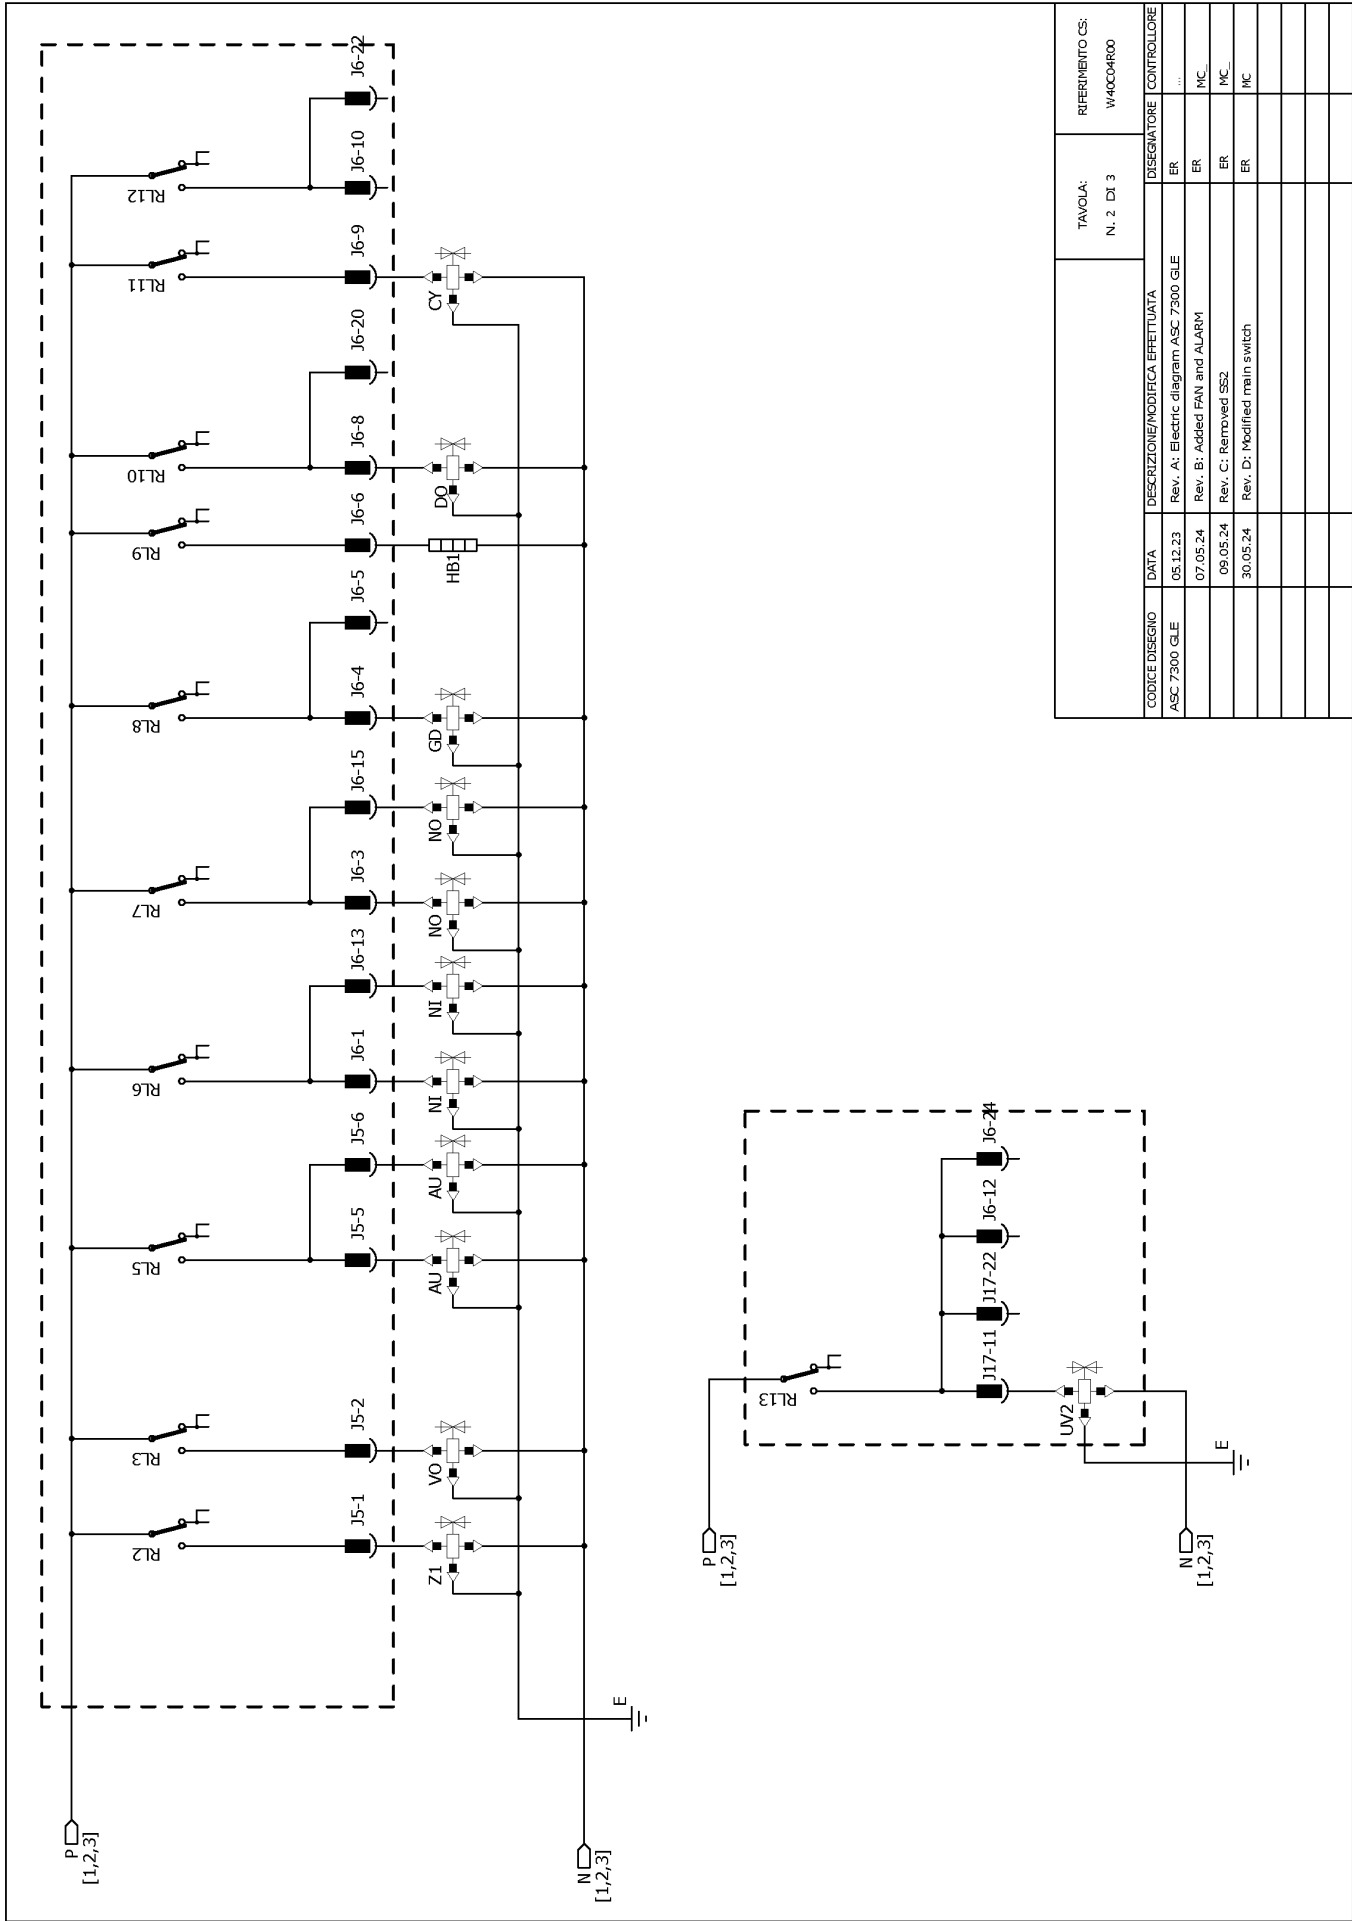 P
[1,2,3]
RL2
RL3
RL5
RL6
RL7
RL8
RL9
RL10
RL11
RL12
J5-1
J5-2
J5-5
J5-6
J6-1
J6-13
J6-3
J6-15
J6-4
J6-5
J6-6
J6-8
J6-20
J6-9
J6-10
J6-22
Z1
VO
AU
AU
NI
NI
NO
NO
GD
HB1
DO
CY
N
[1,2,3]
E
P
[1,2,3]
RL13
J17-11
J17-22
J6-12
J6-24
UV2
N
[1,2,3]
E
TAVOLA:
N. 2 DI 3
RIFERIMENTO CS:
W40C04R00
CODICE DISEGNO DATA DESCRIZIONE/MODIFICA EFFETTUATA DISEGNATORE CONTROLLORE
ASC 7300 GLE 05.12.23 Rev. A: Electric diagram ASC 7300 GLE ER ...
07.05.24 Rev. B: Added FAN and ALARM ER MC_
09.05.24 Rev. C: Removed SS2 ER MC_
30.05.24 Rev. D: Modified main switch ER MC